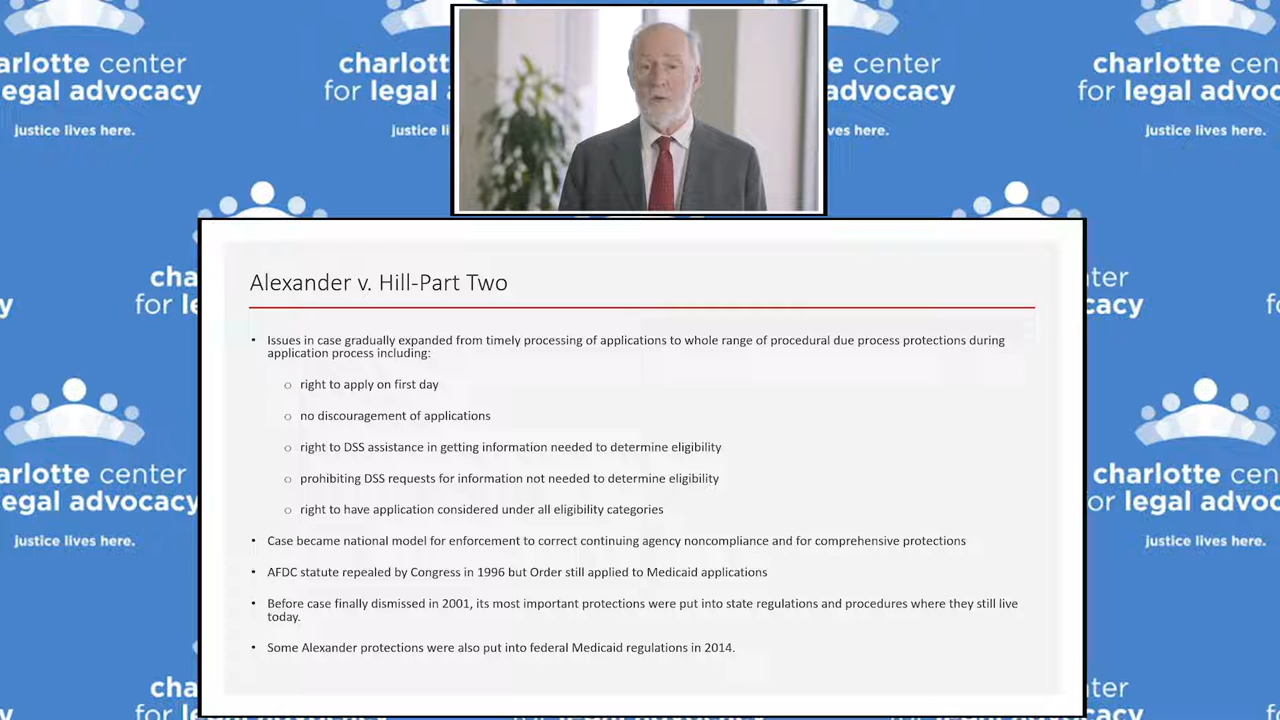 charlotte center
for legal advocacy
justice lives here.
Alexander v. Hill-Part Two
• Issues in case gradually expanded from timely processing of applications to whole range of procedural due process protections during
application process including:
o right to apply on first day
o no discouragement of applications
o right to DSS assistance in getting information needed to determine eligibility
o prohibiting DSS requests for information not needed to determine eligibility
o right to have application considered under all eligibility categories
• Case became national model for enforcement to correct continuing agency noncompliance and for comprehensive protections
• AFDC statute repealed by Congress in 1996 but Order still applied to Medicaid applications
• Before case finally dismissed in 2001, its most important protections were put into state regulations and procedures where they still live
today.
• Some Alexander protections were also put into federal Medicaid regulations in 2014.